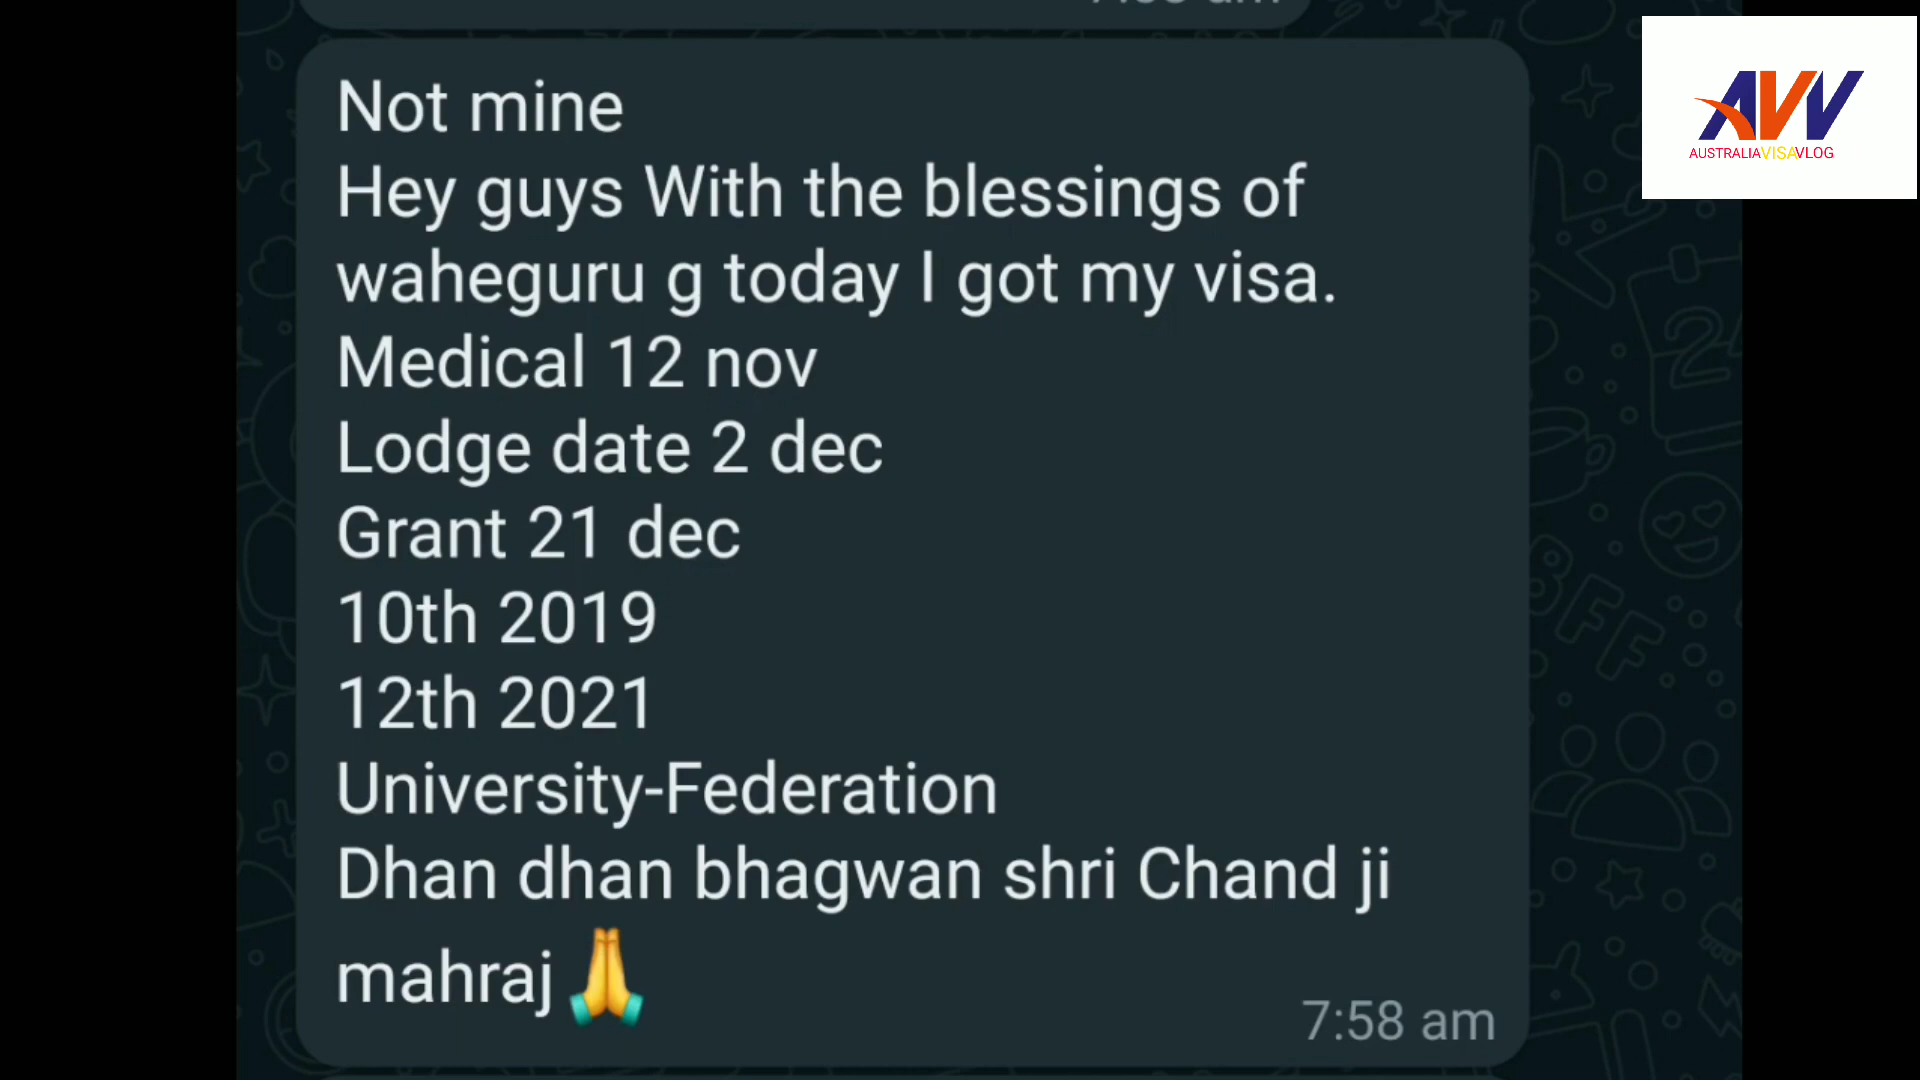 Not mine
Hey guys With the blessings of
waheguru g today I got my visa.
Medical 12 nov
Lodge date 2 dec
Grant 21 dec
10th 2019
12th 2021
University-Federation
Dhan dhan bhagwan shri Chand ji
mahraj🙏
7:58 am
AVV
AUSTRALIAVISAVLOG